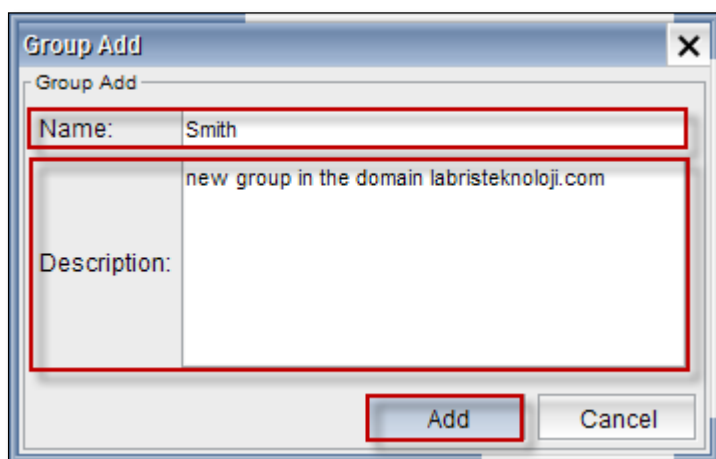 Group Add
Group Add
Name: Smith
new group in the domain labristeknoloji.com
Description:
Add Cancel